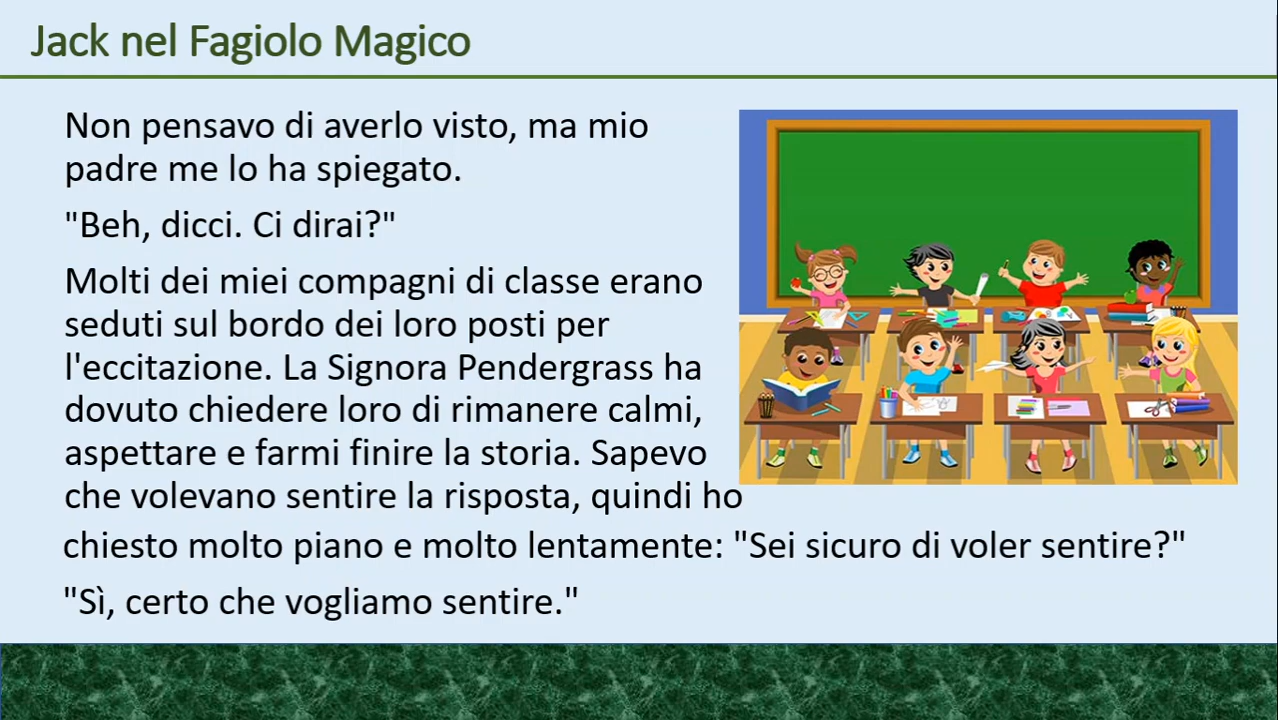 Jack nel Fagiolo Magico
Non pensavo di averlo visto, ma mio
padre me lo ha spiegato.
"Beh, dicci. Ci dirai?"
Molti dei miei compagni di classe erano
seduti sul bordo dei loro posti per
l'eccitazione. La Signora Pendergrass ha
dovuto chiedere loro di rimanere calmi,
aspettare e farmi finire la storia. Sapevo
che volevano sentire la risposta, quindi ho
chiesto molto piano e molto lentamente: "Sei sicuro di voler sentire?"
"Sì, certo che vogliamo sentire."